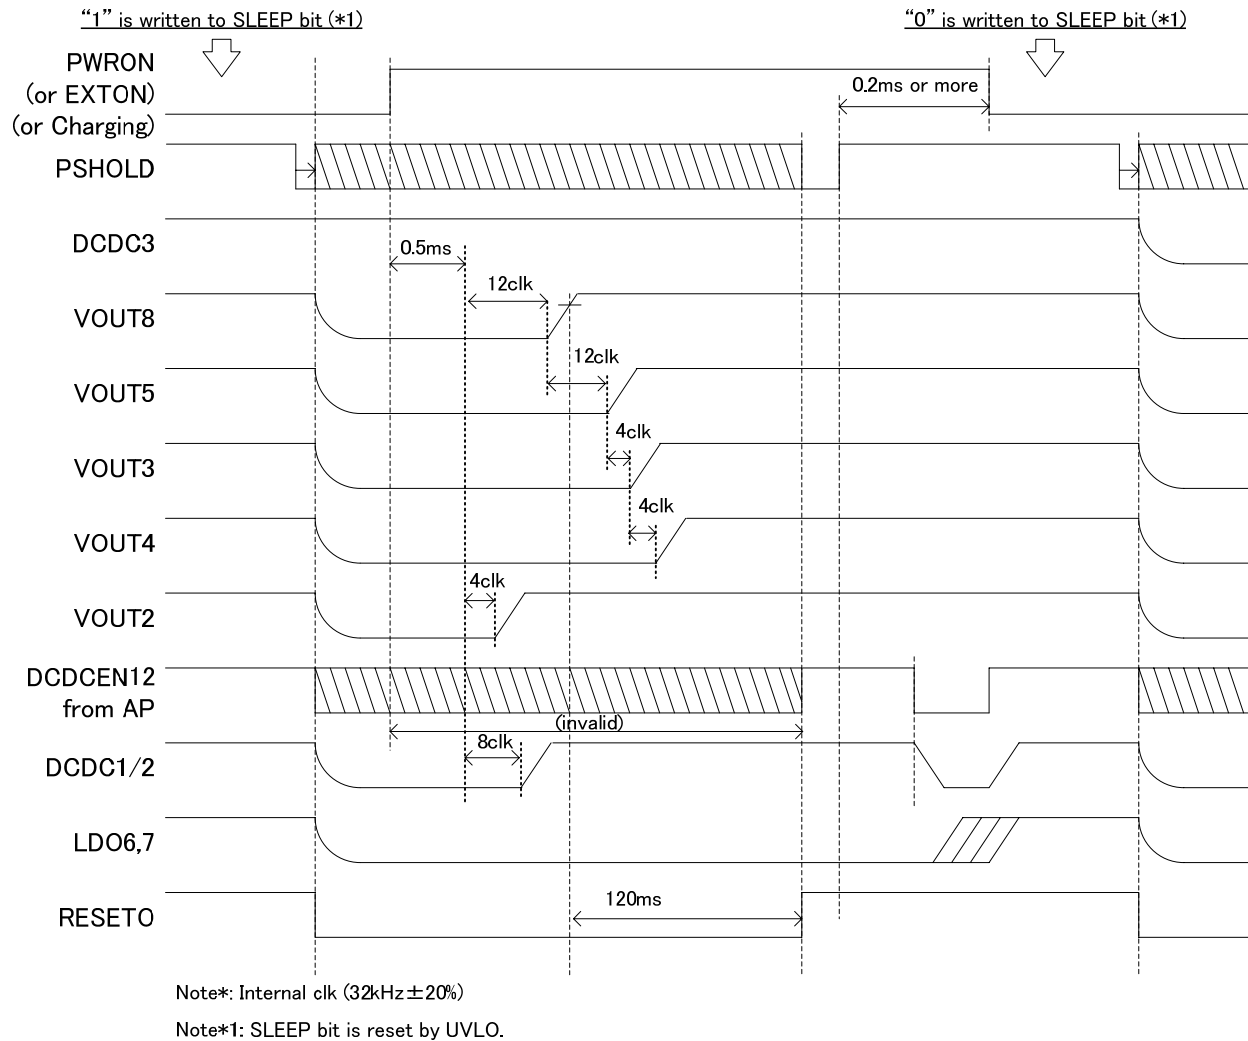 “1” is written to SLEEP bit (*1)
“0” is written to SLEEP bit (*1)
PWRON
(or EXTON)
(or Charging)
0.2ms or more
PSHOLD
DCDC3
0.5ms
12clk
VOUT8
12clk
VOUT5
4clk
VOUT3
4clk
VOUT4
4clk
VOUT2
DCDCEN12
from AP
(invalid)
8clk
DCDC1/2
LDO6,7
120ms
RESETO
Note*: Internal clk (32kHz±20%)
Note*1: SLEEP bit is reset by UVLO.